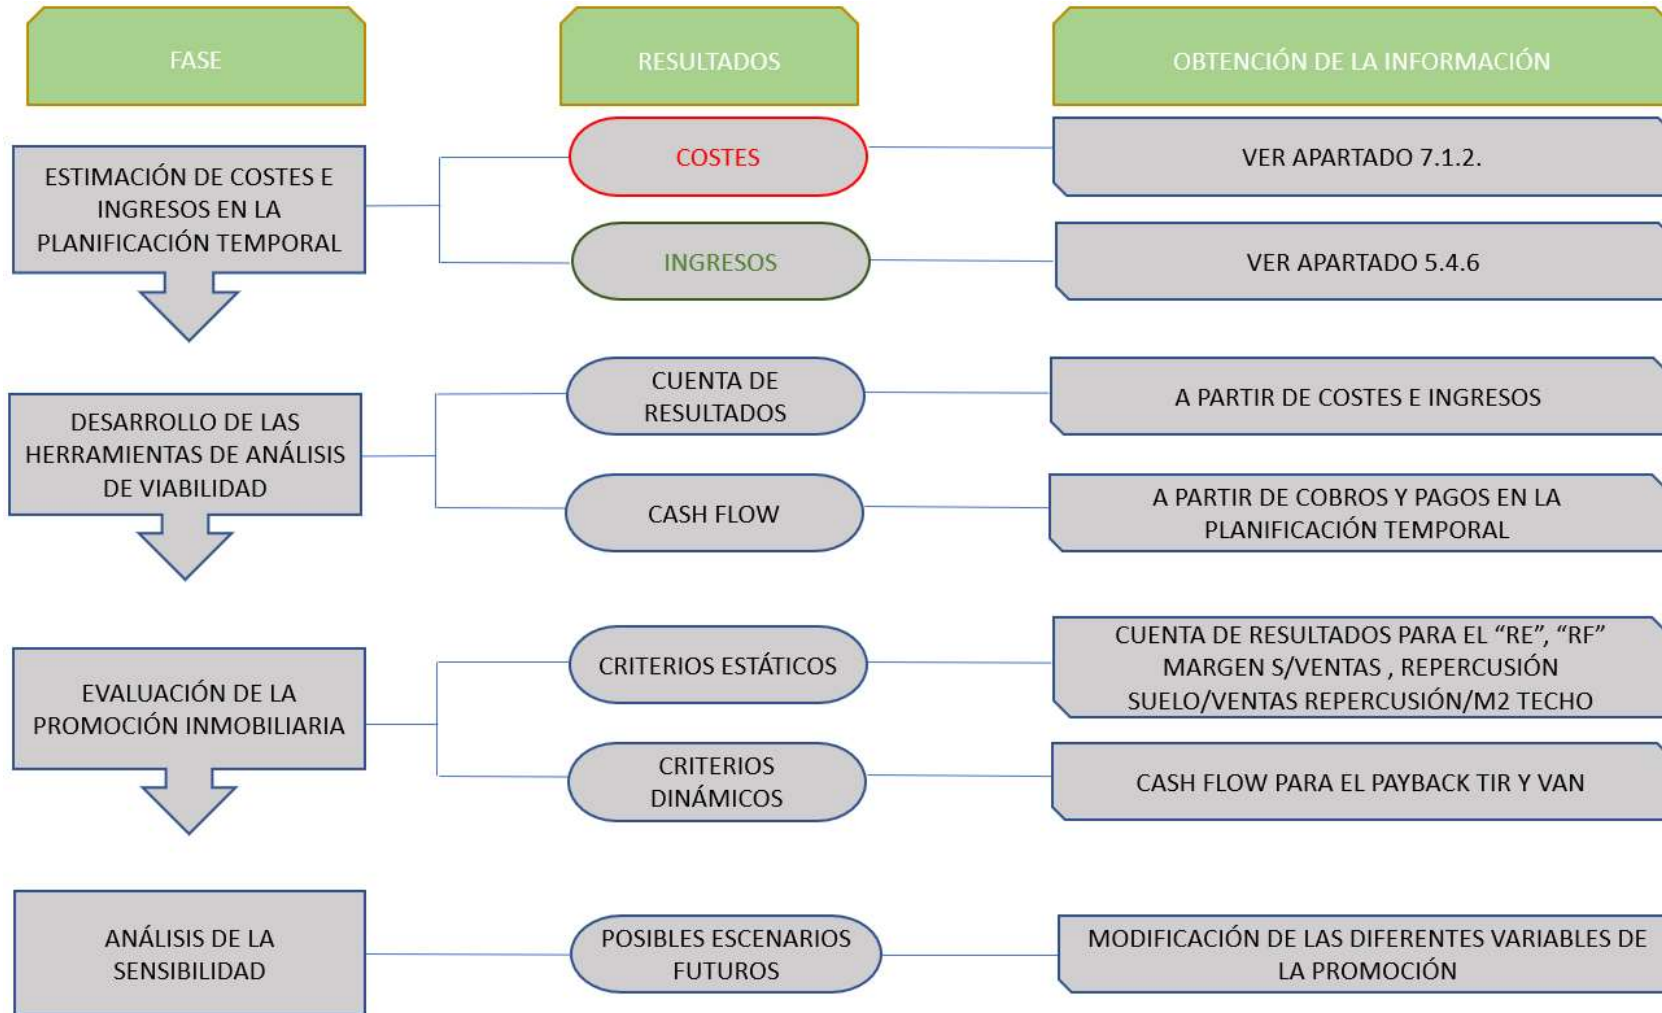 FASE
RESULTADOS
OBTENCIÓN DE LA INFORMACIÓN
ESTIMACIÓN DE COSTES E
INGRESOS EN LA
PLANIFICACIÓN TEMPORAL
COSTES
VER APARTADO 7.1.2.
INGRESOS
VER APARTADO 5.4.6
DESARROLLO DE LAS
HERRAMIENTAS DE ANÁLISIS
DE VIABILIDAD
CUENTA DE
RESULTADOS
A PARTIR DE COSTES E INGRESOS
CASH FLOW
A PARTIR DE COBROS Y PAGOS EN LA
PLANIFICACIÓN TEMPORAL
EVALUACIÓN DE LA
PROMOCIÓN INMOBILIARIA
CRITERIOS ESTÁTICOS
CUENTA DE RESULTADOS PARA EL “RE”, “RF”
MARGEN S/VENTAS , REPERCUSIÓN
SUELO/VENTAS REPERCUSIÓN/M2 TECHO
CRITERIOS
DINÁMICOS
CASH FLOW PARA EL PAYBACK TIR Y VAN
ANÁLISIS DE LA
SENSIBILIDAD
POSIBLES ESCENARIOS
FUTUROS
MODIFICACIÓN DE LAS DIFERENTES VARIABLES DE
LA PROMOCIÓN